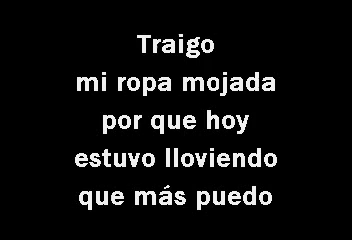 Traigo
mi ropa mojada
por que hoy
estuvo lloviendo
que más puedo